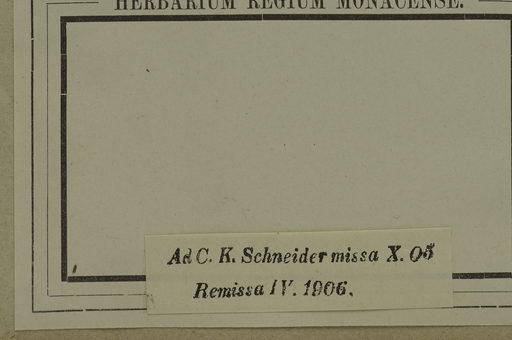 HERBARIUM REGIUM MONACENSE.
Ad C. K. Schneider missa X. 05
Remissa IV. 1906.